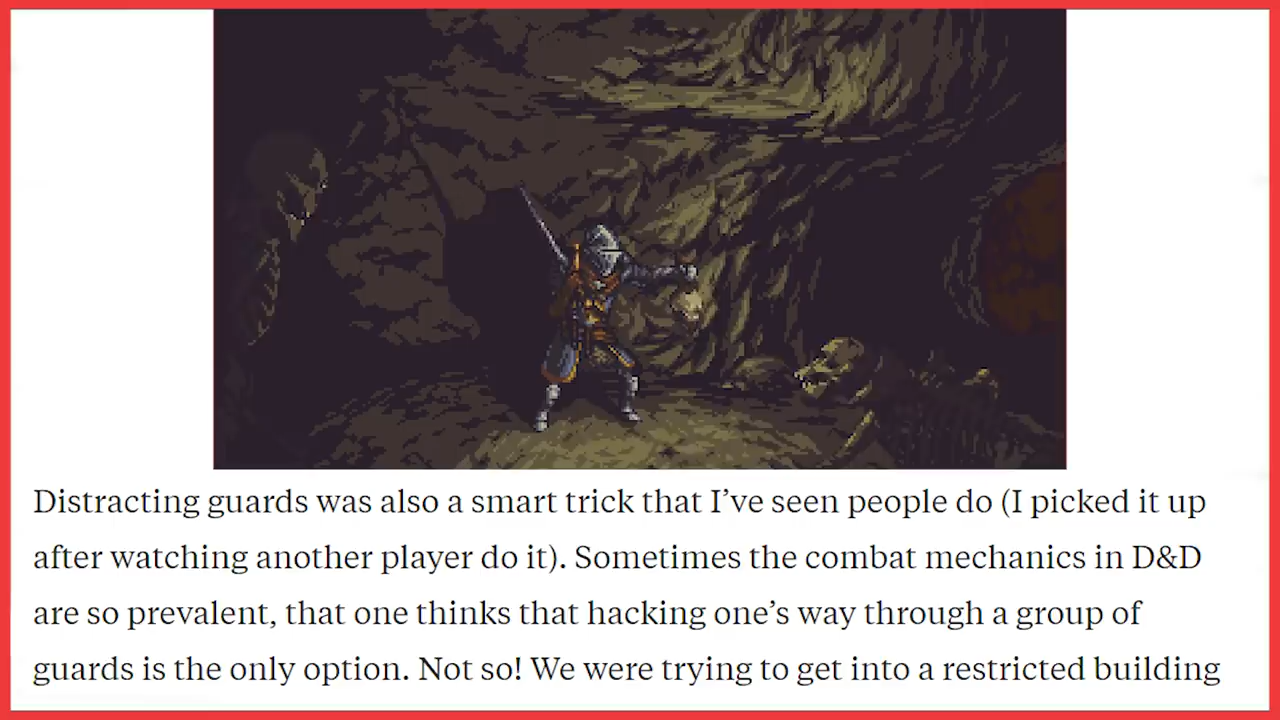 Distracting guards was also a smart trick that I’ve seen people do (I picked it up
after watching another player do it). Sometimes the combat mechanics in D&D
are so prevalent, that one thinks that hacking one’s way through a group of
guards is the only option. Not so! We were trying to get into a restricted building